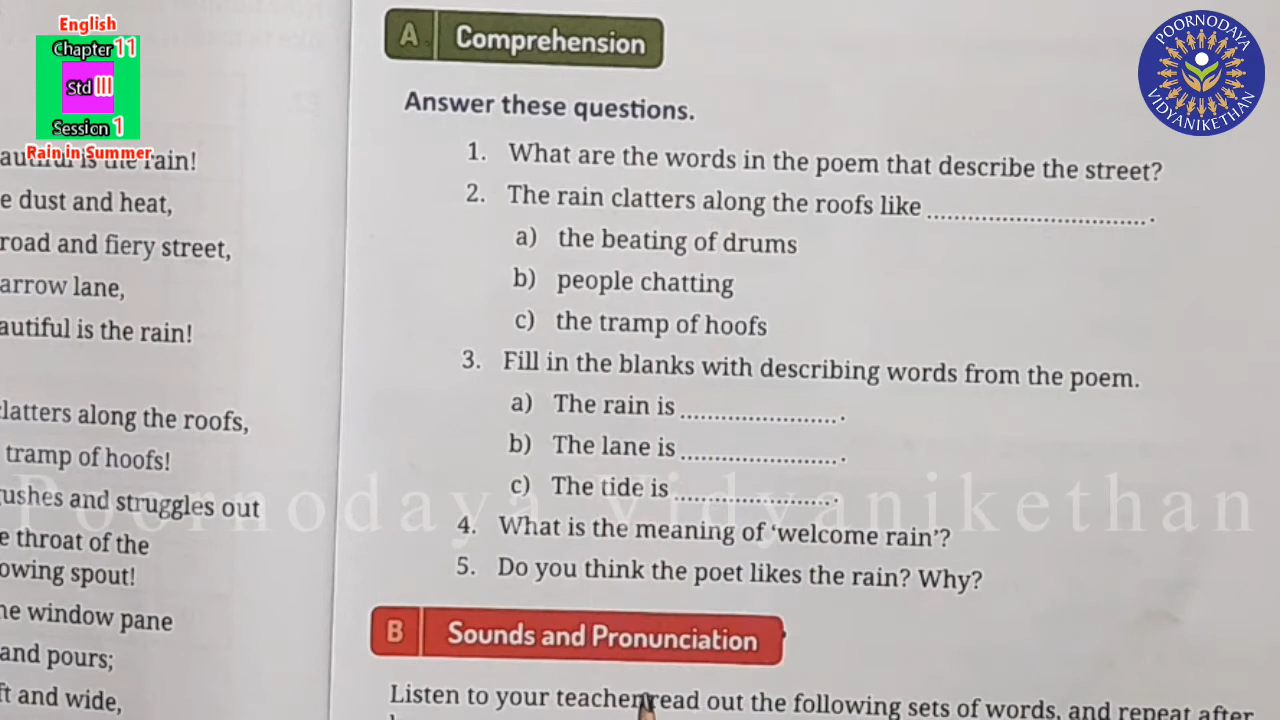 English
Chapter 11
Std III
Session 1
Rain in Summer
POORNODAYA VIDYANIKETHAN
is the rain!
dust and heat,
road and fiery street,
lane,
is the rain!
along the roofs,
tramp of hoofs!
and struggles out
throat of the
spout!
window pane
and pours;
and wide,
A Comprehension
Answer these questions.
1. What are the words in the poem that describe the street?
2. The rain clatters along the roofs like ................................
a) the beating of drums
b) people chatting
c) the tramp of hoofs
3. Fill in the blanks with describing words from the poem.
a) The rain is .......................
b) The lane is .......................
c) The tide is .......................
4. What is the meaning of ‘welcome rain’?
5. Do you think the poet likes the rain? Why?
Poornodaya Vidyanikethan
B Sounds and Pronunciation
Listen to your teacher read out the following sets of words, and repeat after